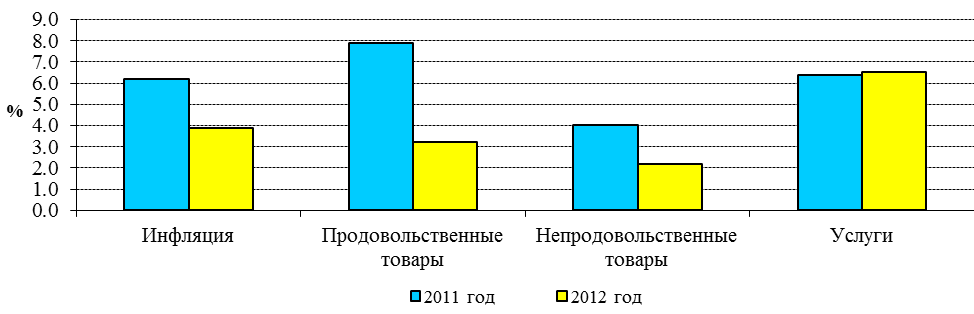 9.0
8.0
7.0
6.0
5.0
4.0
3.0
2.0
1.0
0.0
%
Инфляция
Продовольственные
товары
Непродовольственные
товары
Услуги
2011 год
2012 год